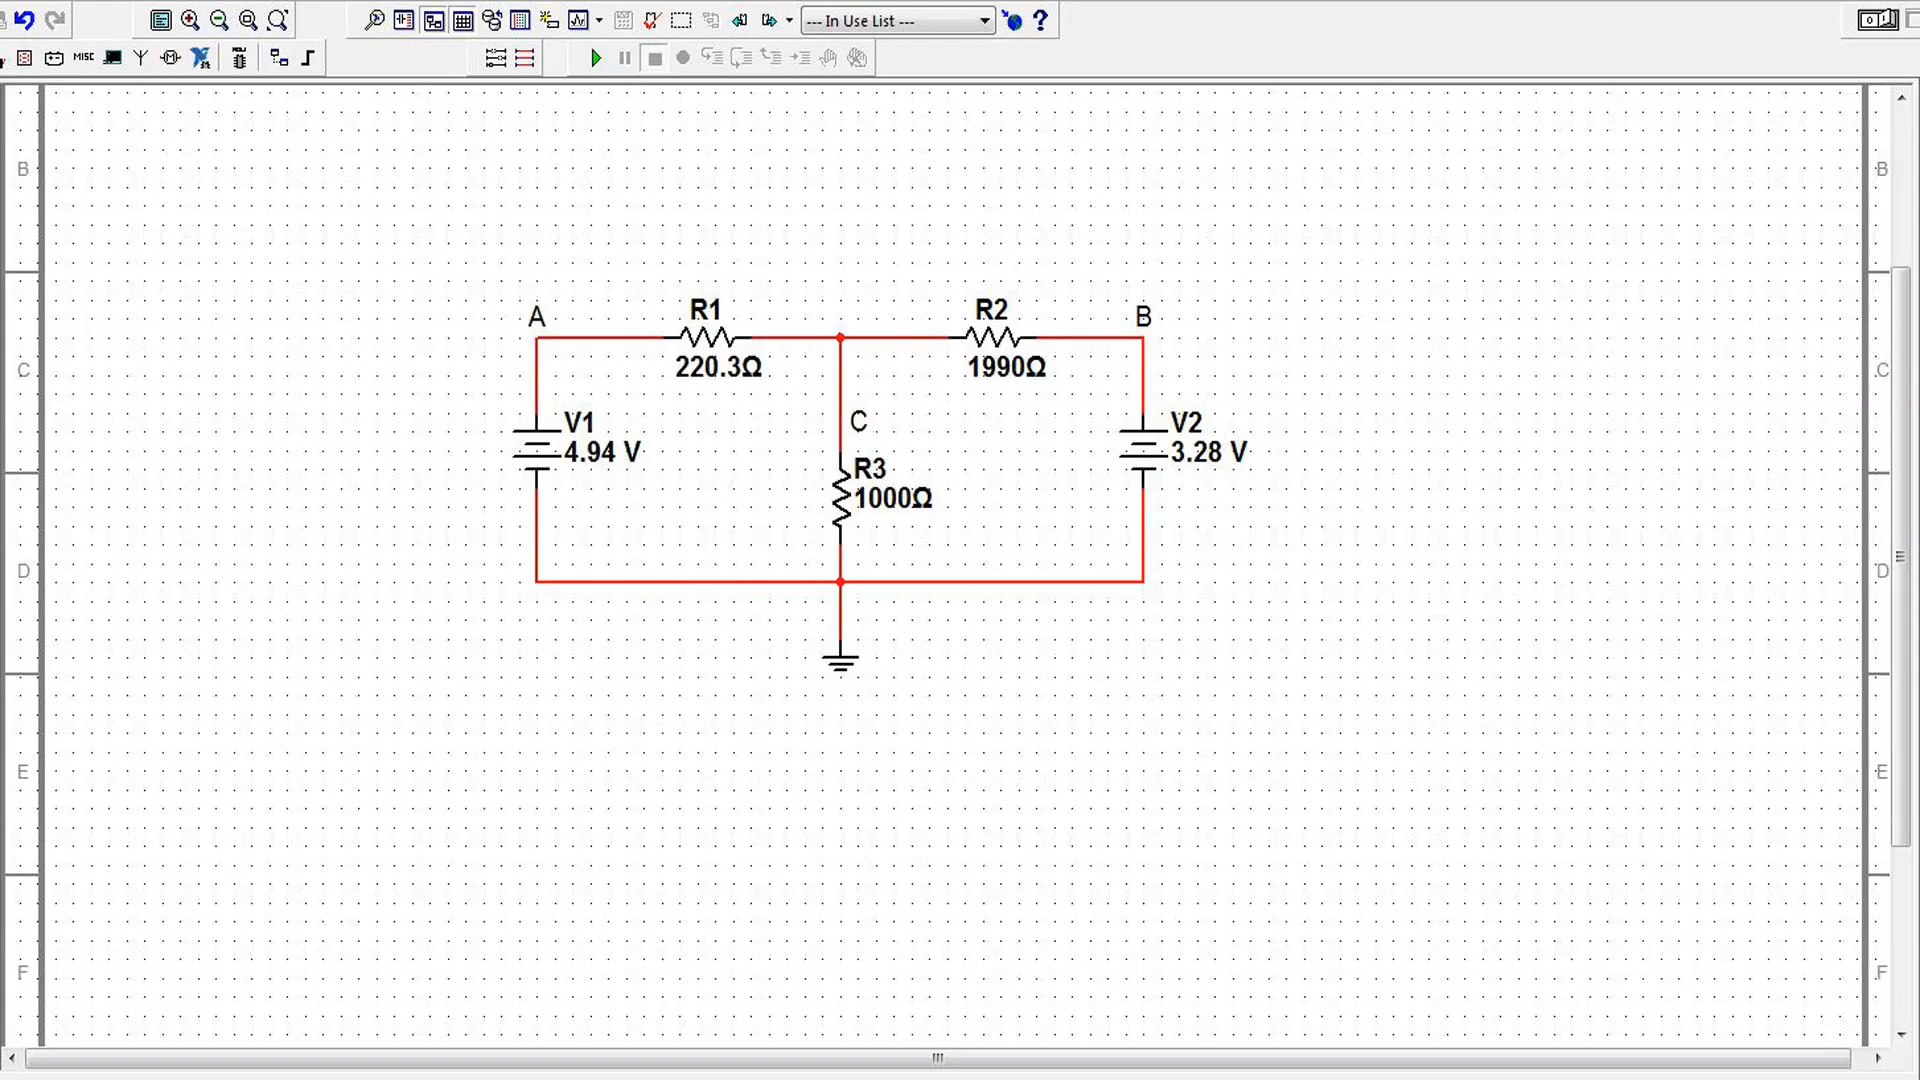 --- In Use List ---
MISC
B
B
A
R1
R2
B
220.3Ω
1990Ω
C
C
V1
C
V2
4.94 V
3.28 V
R3
1000Ω
D
D
E
E
F
F